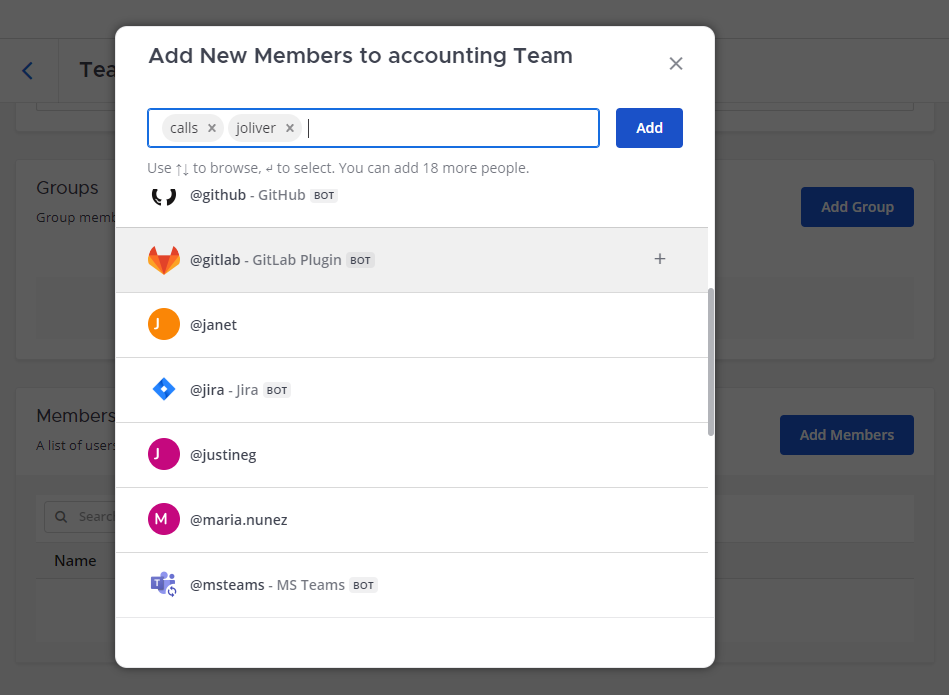 Add New Members to accounting Team
Tea
calls × joliver ×
Add
Use ↑↓ to browse, ↵ to select. You can add 18 more people.
Groups
Group memb
Add Group
@github - GitHub BOT
@gitlab - GitLab Plugin BOT +
J @janet
@jira - Jira BOT
Members
A list of users
Add Members
J @justineg
M @maria.nunez
Search
Name
T @msteams - MS Teams BOT